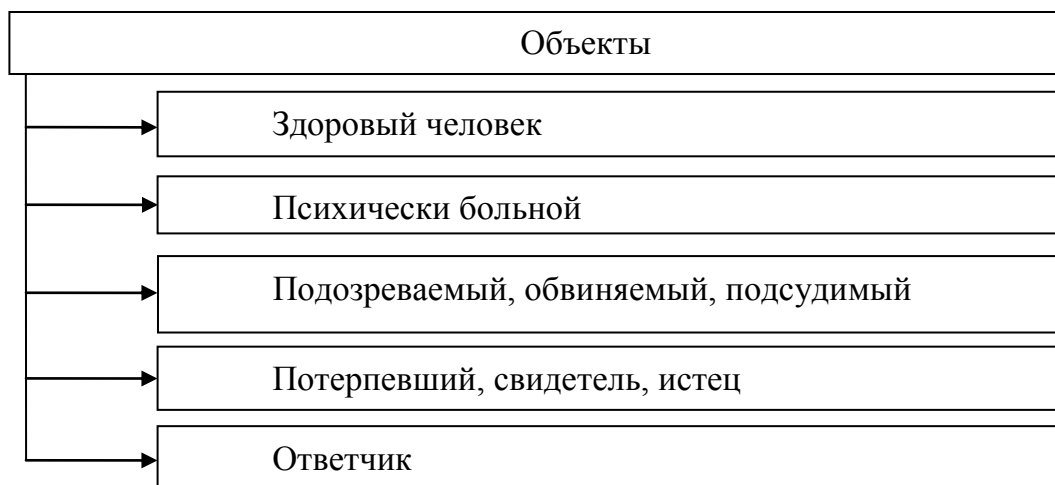 Объекты
Здоровый человек
Психически больной
Подозреваемый, обвиняемый, подсудимый
Потерпевший, свидетель, истец
Ответчик